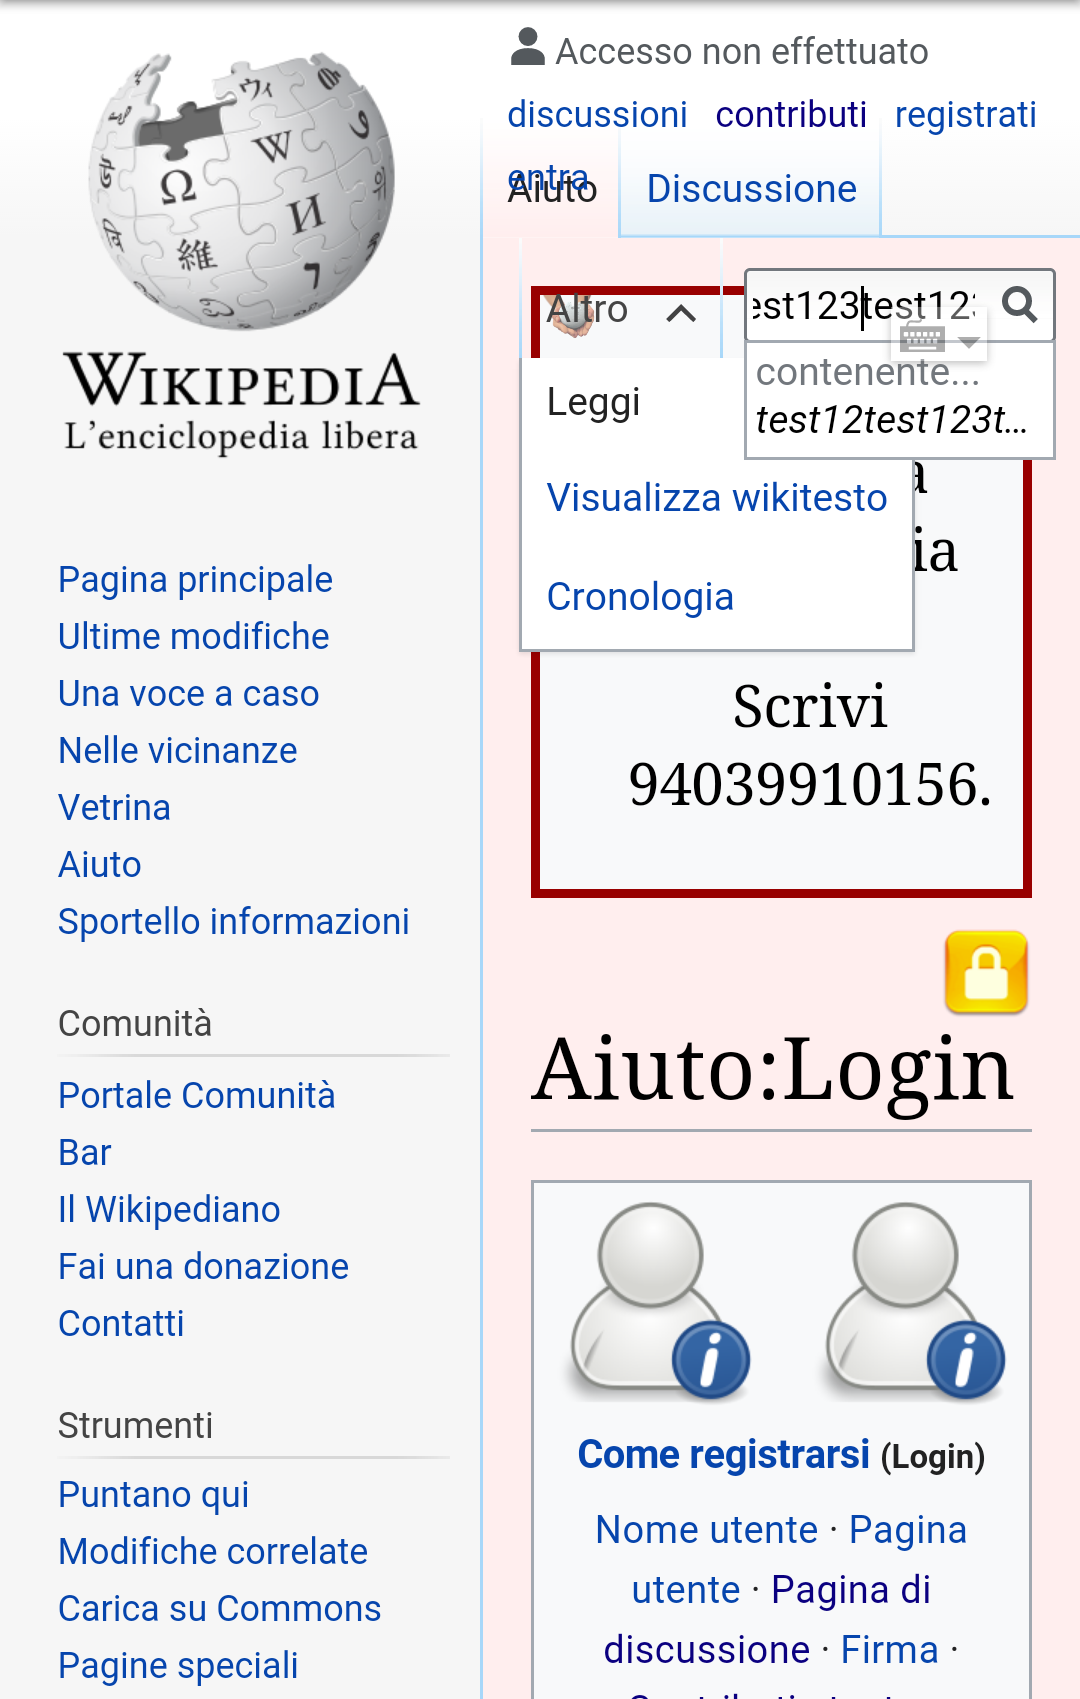 WIKIPEDIA
L'enciclopedia libera
Accesso non effettuato
discussioni contributi registrati
entra
Aiuto Discussione
Altro
est123test12
contenente...
test12test123t...
Leggi
Visualizza wikitesto
Cronologia
ia
Scrivi
94039910156.
Pagina principale
Ultime modifiche
Una voce a caso
Nelle vicinanze
Vetrina
Aiuto
Sportello informazioni
Comunità
Portale Comunità
Bar
Il Wikipediano
Fai una donazione
Contatti
Strumenti
Puntano qui
Modifiche correlate
Carica su Commons
Pagine speciali
Aiuto:Login
Come registrarsi (Login)
Nome utente · Pagina
utente · Pagina di
discussione · Firma ·